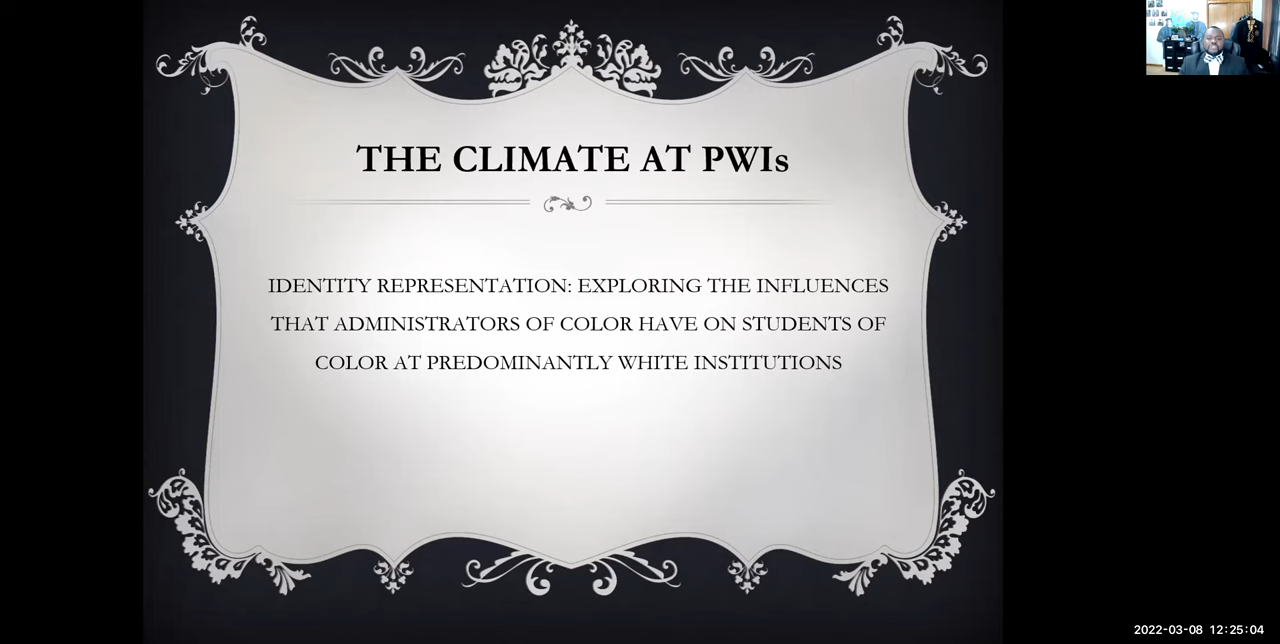 THE CLIMATE AT PWIs
IDENTITY REPRESENTATION: EXPLORING THE INFLUENCES
THAT ADMINISTRATORS OF COLOR HAVE ON STUDENTS OF
COLOR AT PREDOMINANTLY WHITE INSTITUTIONS
2022-03-08 12:25:04